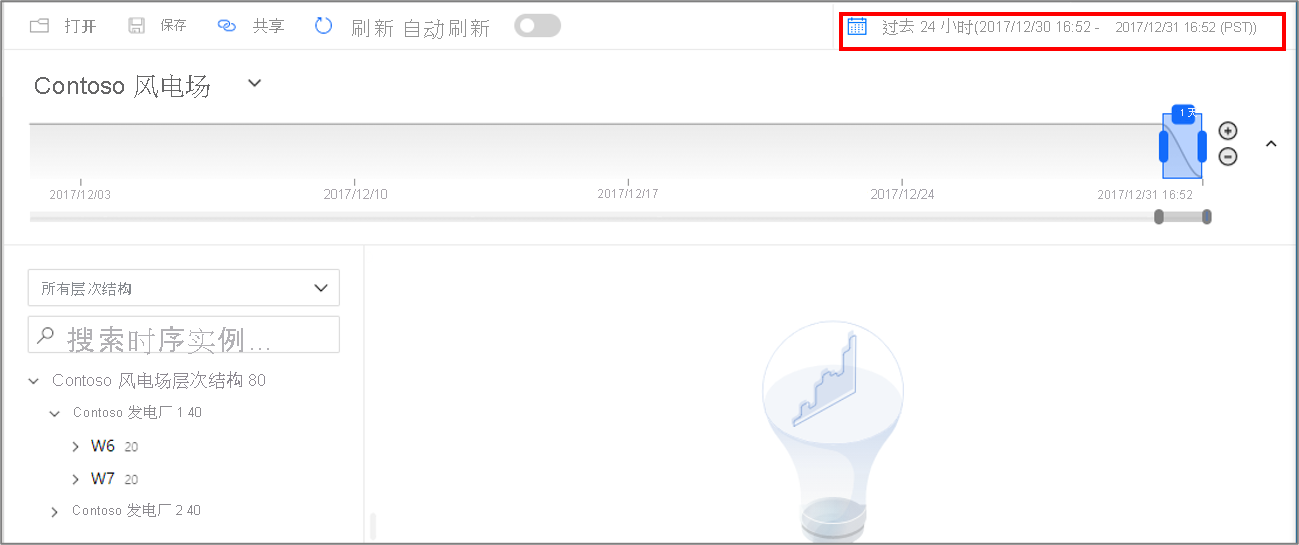 打开 保存 共享 刷新 自动刷新 过去 24 小时(2017/12/30 16:52 - 2017/12/31 16:52 (PST))
Contoso 风电场
1 天
2017/12/03 2017/12/10 2017/12/17 2017/12/24 2017/12/31 16:52
所有层次结构
搜索时序实例...
Contoso 风电场层次结构 80
Contoso 发电厂 1 40
W6 20
W7 20
Contoso 发电厂 2 40